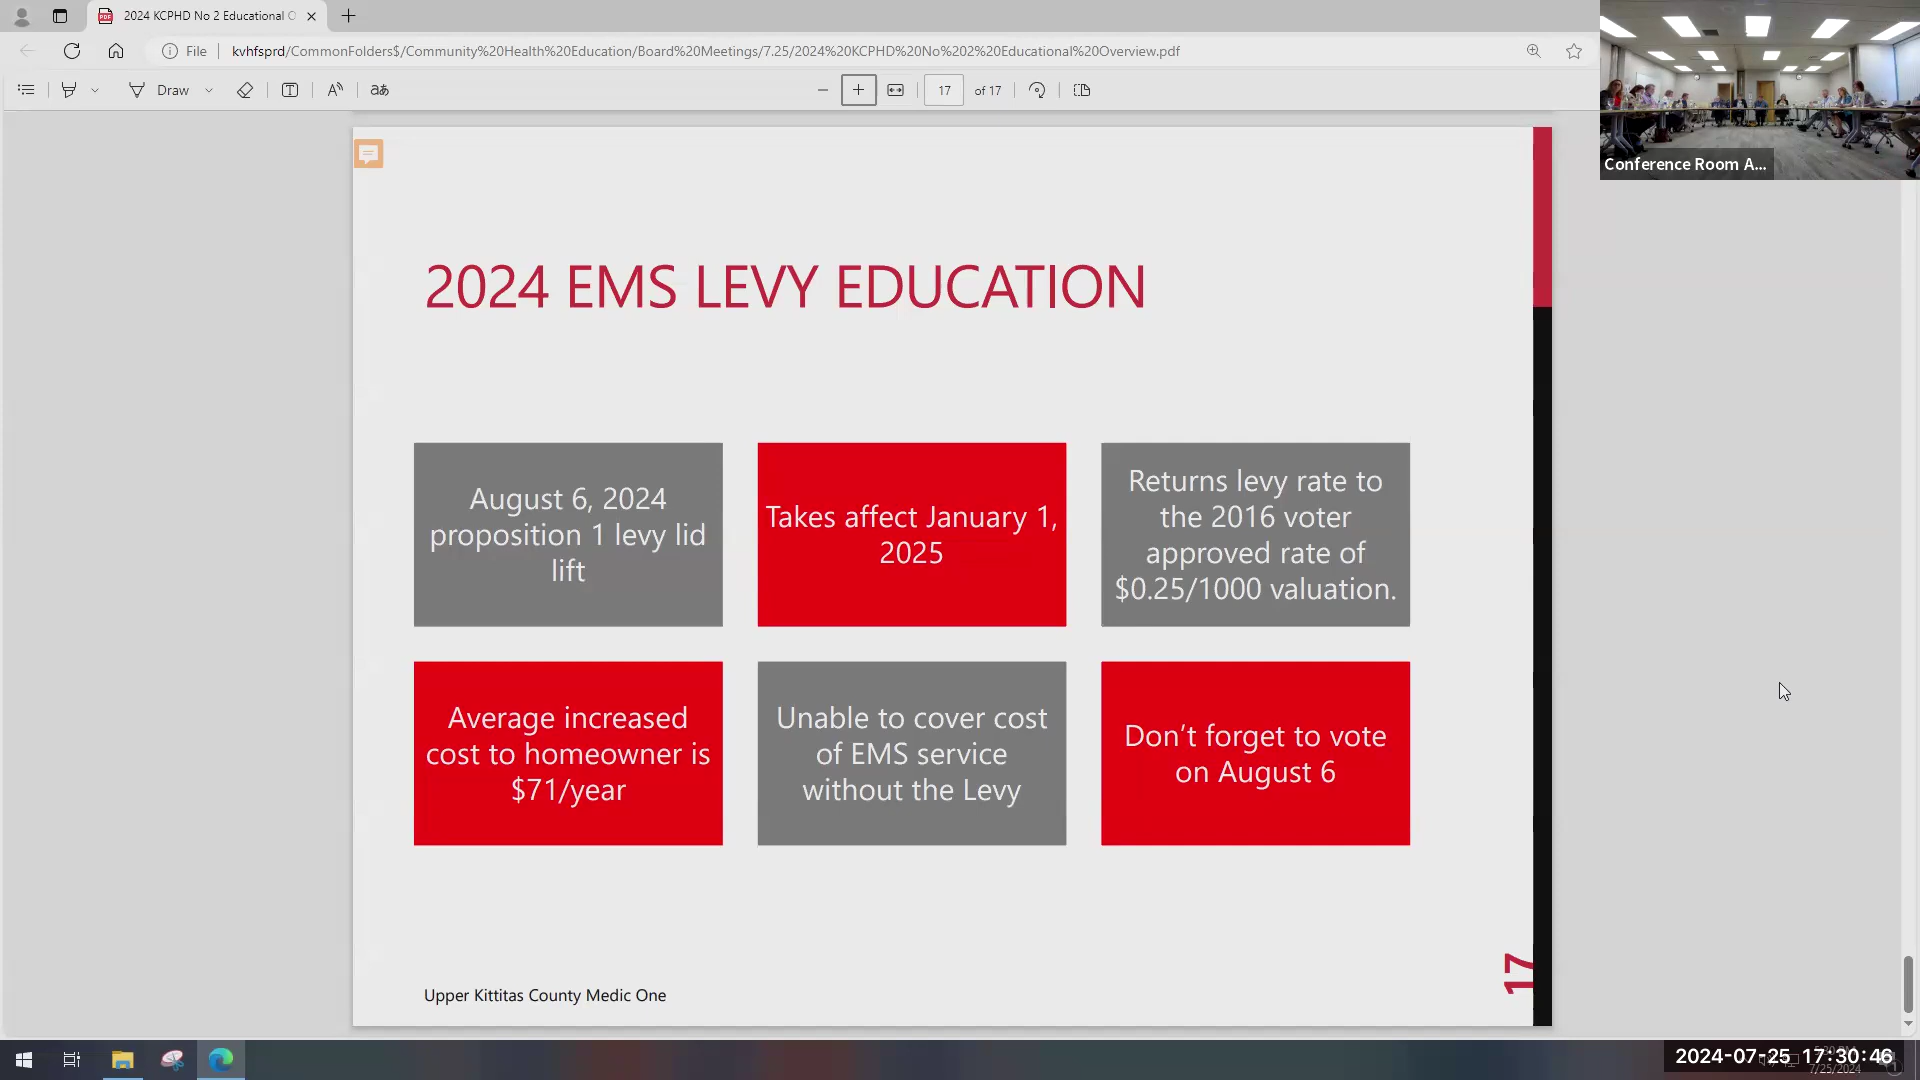 2024 KCPHD No 2 Educational O
File
kvhfsprd/CommonFolders$/Community%20Health%20Education/Board%20Meetings/7.25/2024%20KCPHD%20No%202%20Educational%20Overview.pdf
Draw
17 of 17
Conference Room A...
2024 EMS LEVY EDUCATION
August 6, 2024
proposition 1 levy lid
lift
Takes affect January 1,
2025
Returns levy rate to
the 2016 voter
approved rate of
$0.25/1000 valuation.
Average increased
cost to homeowner is
$71/year
Unable to cover cost
of EMS service
without the Levy
Don't forget to vote
on August 6
Upper Kittitas County Medic One
17
2024-07-25 17:30:46
7/25/2024